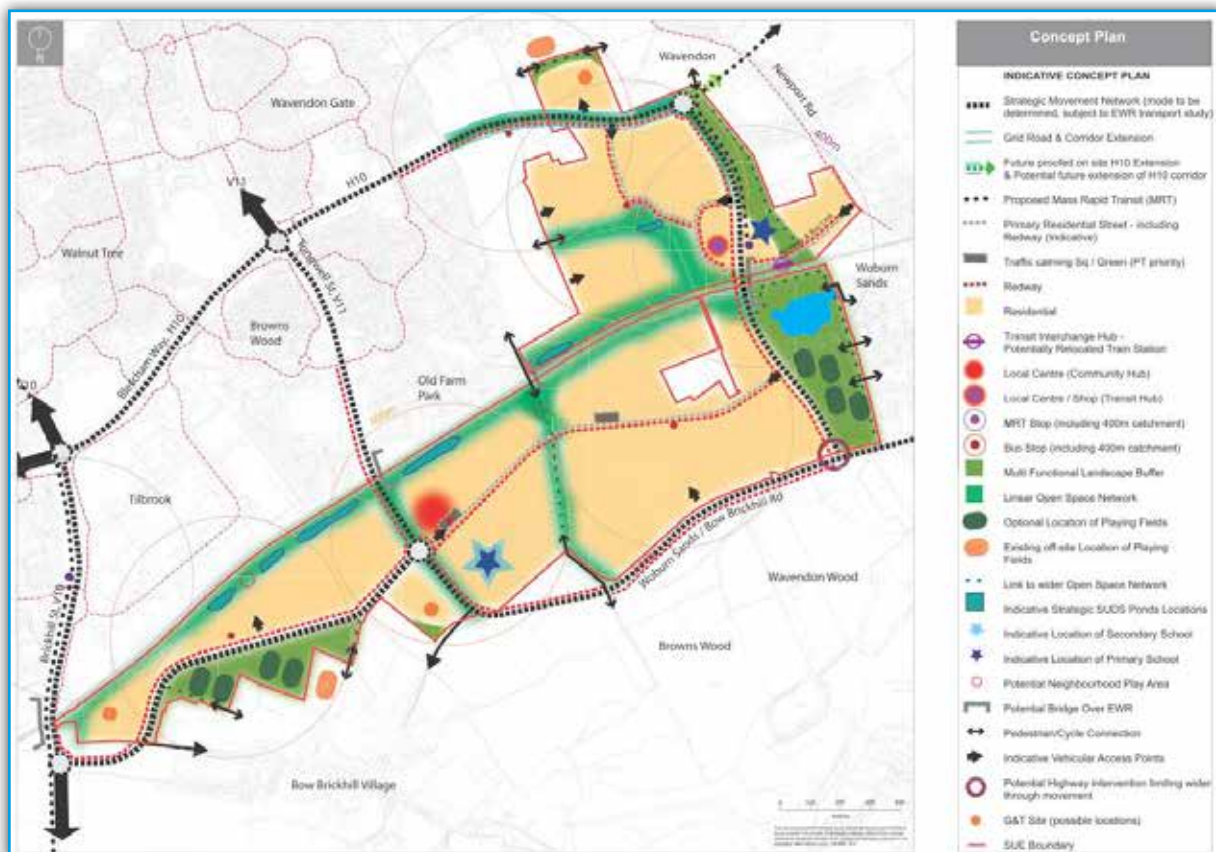 N
Wavendon
Newport Rd
400m
Wavendon Gate
V11
H10
Walnut Tree
Tongwell St, V11
Woburn
Sands
Browns
Wood
Bletcham Way, H10
Old Farm
Park
Tilbrook
Brickhill St, V10
Woburn Sands / Bow Brickhill Rd
Wavendon Wood
Browns Wood
Bow Brickhill Village
0
Concept Plan
INDICATIVE CONCEPT PLAN
Strategic Movement Network (mode to be
determined, subject to EWR transport study)
Grid Road & Corridor Extension
Future proofed on site H10 Extension
& Potential future extension of H10 corridor
Proposed Mass Rapid Transit (MRT)
Primary Residential Street - including
Redway (Indicative)
Traffic calming Sq / Green (PT priority)
Redway
Residential
Transit Interchange Hub -
Potentially Relocated Train Station
Local Centre (Community Hub)
Local Centre / Shop (Transit Hub)
MRT Stop (including 400m catchment)
Bus Stop (including 400m catchment)
Multi Functional Landscape Buffer
Linear Open Space Network
Optional Location of Playing Fields
Existing off-site Location of Playing
Fields
Link to wider Open Space Network
Indicative Strategic SUDS Ponds Locations
Indicative Location of Secondary School
Indicative Location of Primary School
Potential Neighbourhood Play Area
Potential Bridge Over EWR
Pedestrian/Cycle Connection
Indicative Vehicular Access Points
Potential Highway intervention limiting wider
through movement
G&T Site (possible locations)
SUE Boundary